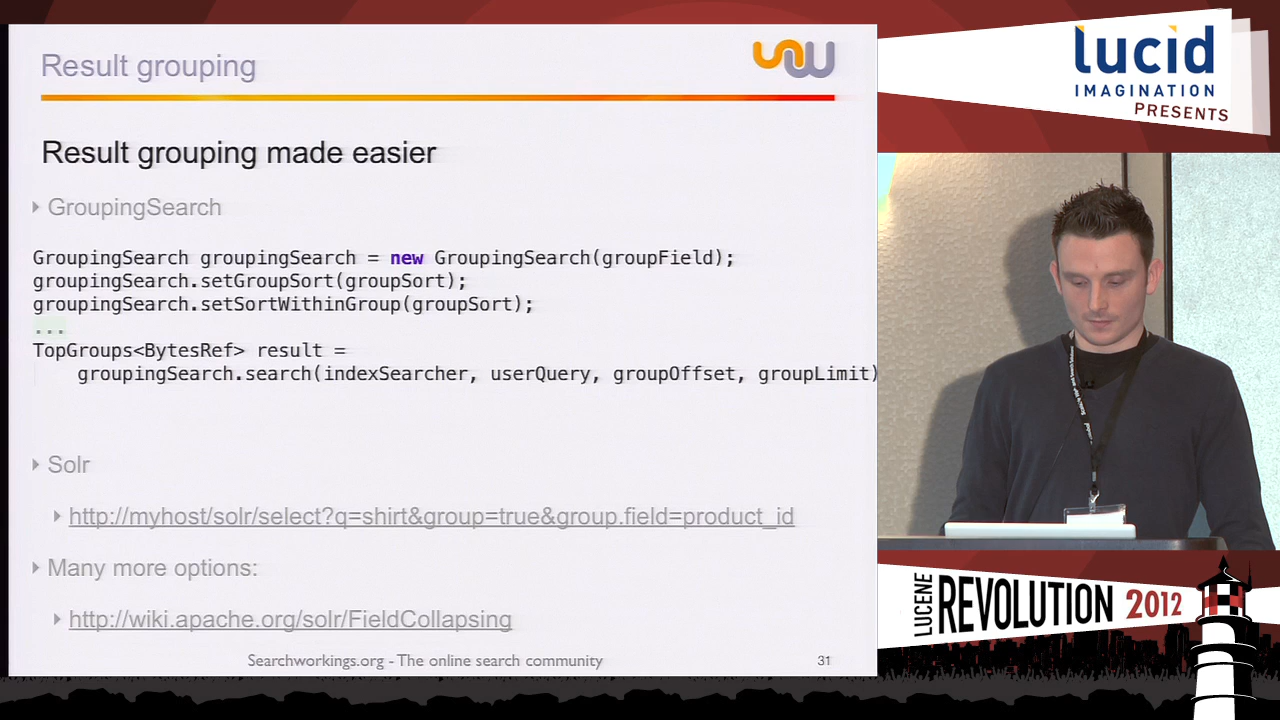 Result grouping
Result grouping made easier
GroupingSearch
GroupingSearch groupingSearch = new GroupingSearch(groupField);
groupingSearch.setGroupSort(groupSort);
groupingSearch.setSortWithinGroup(groupSort);
...
TopGroups<BytesRef> result =
groupingSearch.search(indexSearcher, userQuery, groupOffset, groupLimit)
Solr
http://myhost/solr/select?q=shirt&group=true&group.field=product_id
Many more options:
http://wiki.apache.org/solr/FieldCollapsing
Searchworkings.org - The online search community
31
lucid
IMAGINATION
PRESENTS
LUCENE
REVOLUTION 2012